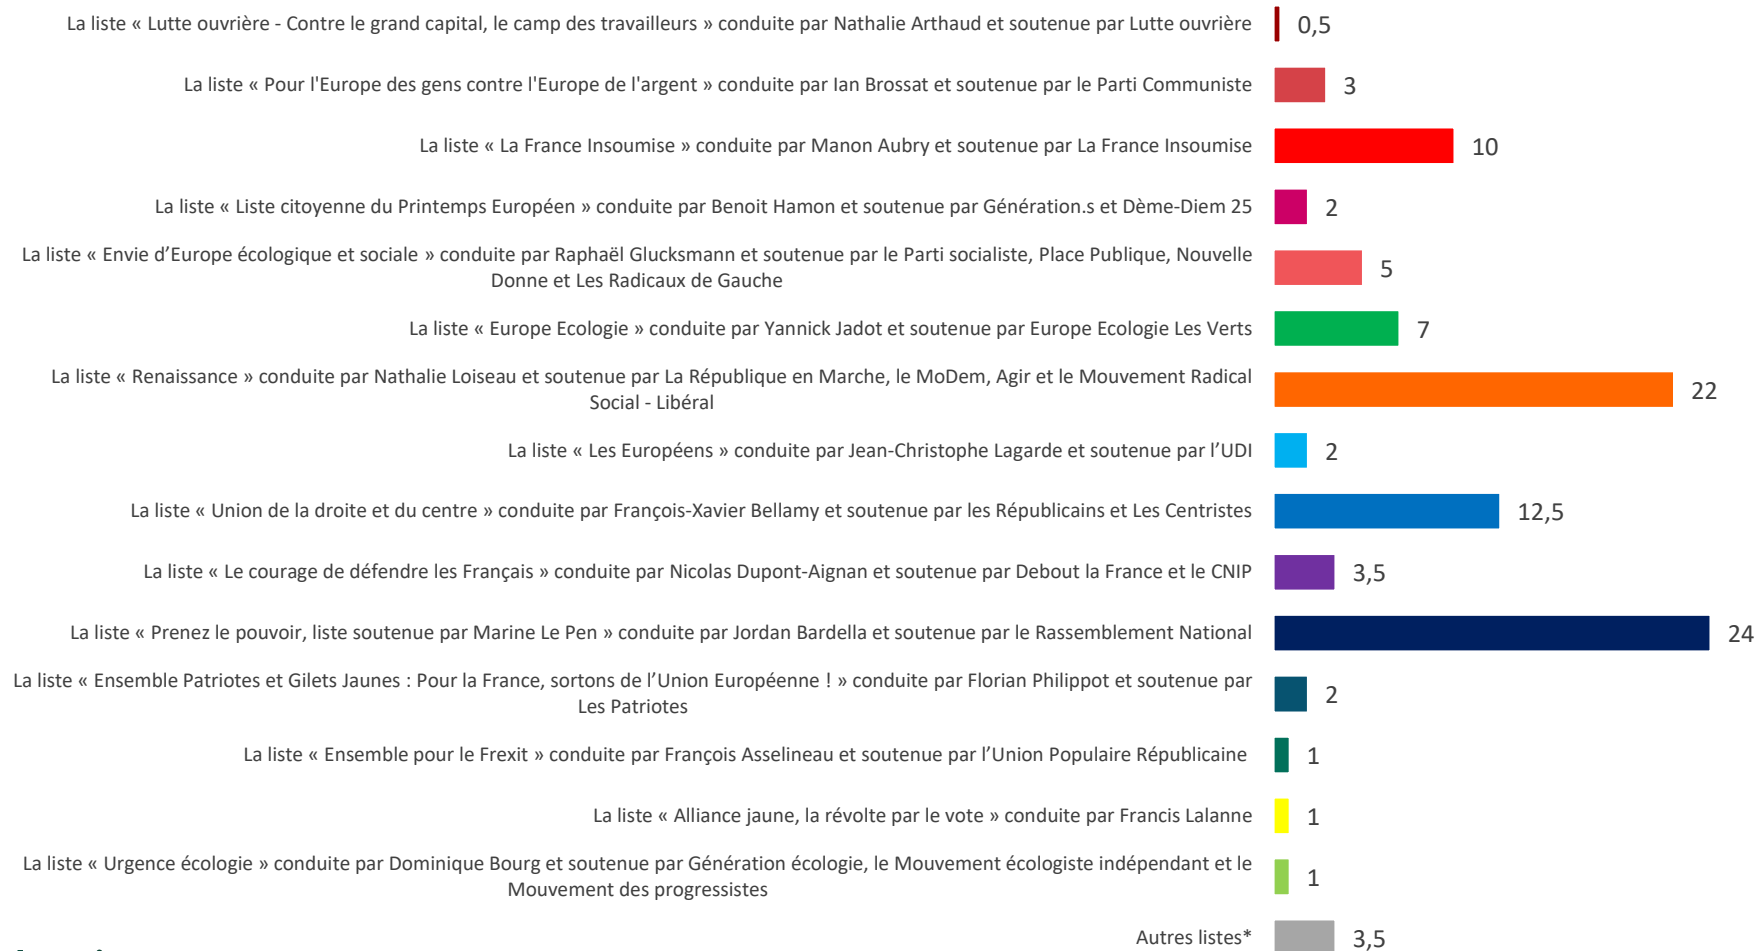 La liste « Lutte ouvrière - Contre le grand capital, le camp des travailleurs » conduite par Nathalie Arthaud et soutenue par Lutte ouvrière 0,5
La liste « Pour l'Europe des gens contre l'Europe de l'argent » conduite par Ian Brossat et soutenue par le Parti Communiste 3
La liste « La France Insoumise » conduite par Manon Aubry et soutenue par La France Insoumise 10
La liste « Liste citoyenne du Printemps Européen » conduite par Benoit Hamon et soutenue par Génération.s et Dème-Diem 25 2
La liste « Envie d’Europe écologique et sociale » conduite par Raphaël Glucksmann et soutenue par le Parti socialiste, Place Publique, Nouvelle
Donne et Les Radicaux de Gauche 5
La liste « Europe Ecologie » conduite par Yannick Jadot et soutenue par Europe Ecologie Les Verts 7
La liste « Renaissance » conduite par Nathalie Loiseau et soutenue par La République en Marche, le MoDem, Agir et le Mouvement Radical
Social - Libéral 22
La liste « Les Européens » conduite par Jean-Christophe Lagarde et soutenue par l’UDI 2
La liste « Union de la droite et du centre » conduite par François-Xavier Bellamy et soutenue par les Républicains et Les Centristes 12,5
La liste « Le courage de défendre les Français » conduite par Nicolas Dupont-Aignan et soutenue par Debout la France et le CNIP 3,5
La liste « Prenez le pouvoir, liste soutenue par Marine Le Pen » conduite par Jordan Bardella et soutenue par le Rassemblement National 24
La liste « Ensemble Patriotes et Gilets Jaunes : Pour la France, sortons de l’Union Européenne ! » conduite par Florian Philippot et soutenue par
Les Patriotes 2
La liste « Ensemble pour le Frexit » conduite par François Asselineau et soutenue par l’Union Populaire Républicaine 1
La liste « Alliance jaune, la révolte par le vote » conduite par Francis Lalanne 1
La liste « Urgence écologie » conduite par Dominique Bourg et soutenue par Génération écologie, le Mouvement écologiste indépendant et le
Mouvement des progressistes 1
Autres listes* 3,5